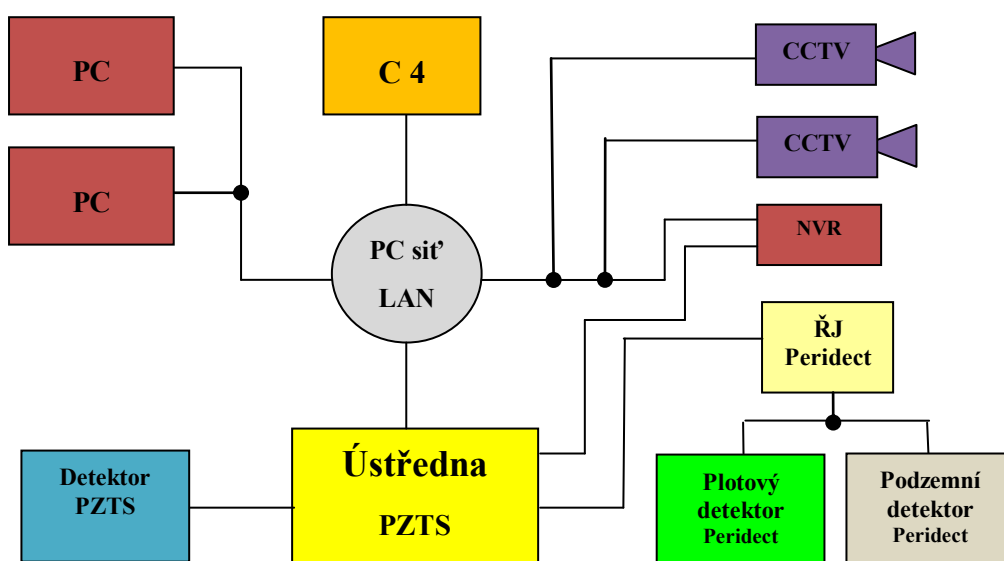 PC
C 4
CCTV
PC
CCTV
NVR
PC siť
LAN
ŘJ
Peridect
Detektor
PZTS
Ústředna
PZTS
Plotový
detektor
Peridect
Podzemní
detektor
Peridect